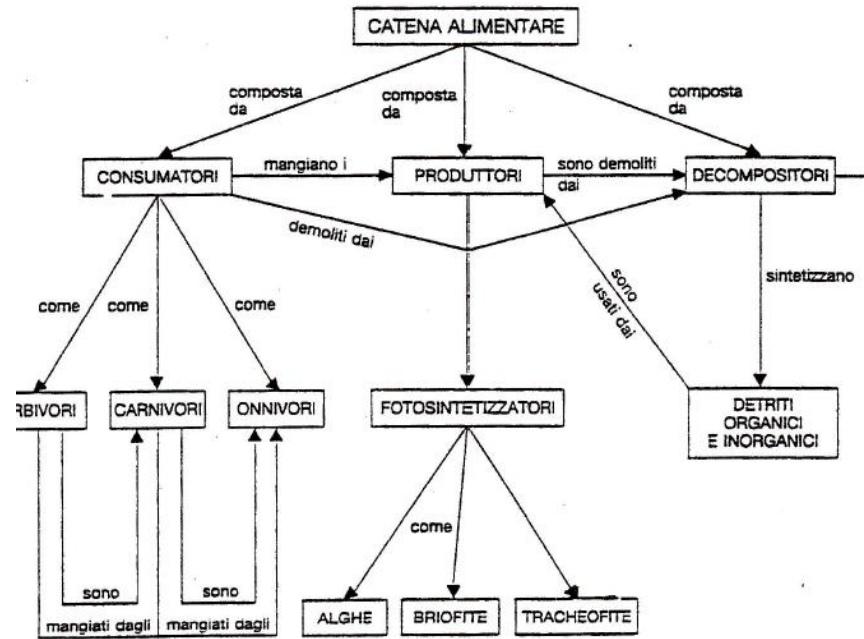 CATENA ALIMENTARE
composta
da
composta
da
composta
da
CONSUMATORI
mangiano i
PRODUTTORI
sono demoliti
dai
DECOMPOSITORI
demoliti dai
sono
usati dai
sintetizzano
come
come
come
RBIVORI
CARNIVORI
ONNIVORI
FOTOSINTETIZZATORI
DETRITI
ORGANICI
E INORGANICI
come
sono
mangiati dagli
sono
mangiati dagli
ALGHE
BRIOFITE
TRACHEOFITE